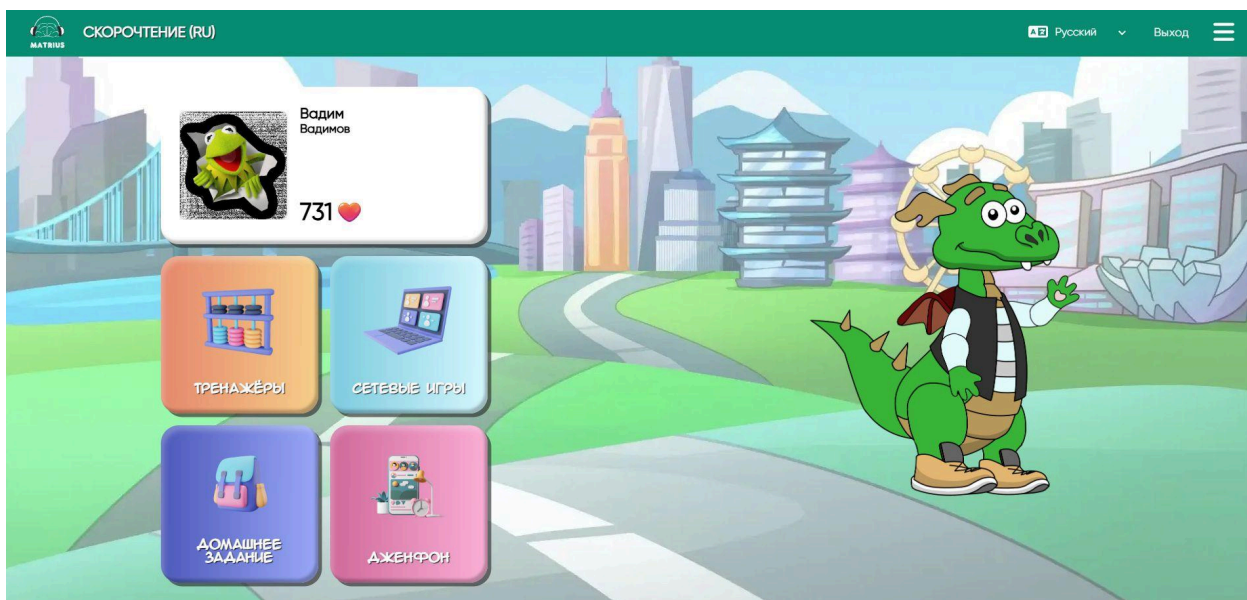 MATRIUS
СКОРОЧТЕНИЕ (RU)
Русский
Выход
Вадим
Вадимов
731
ТРЕНАЖЁРЫ
СЕТЕВЫЕ ИГРЫ
ДОМАШНЕЕ
ЗАДАНИЕ
ДЖЕНФОН